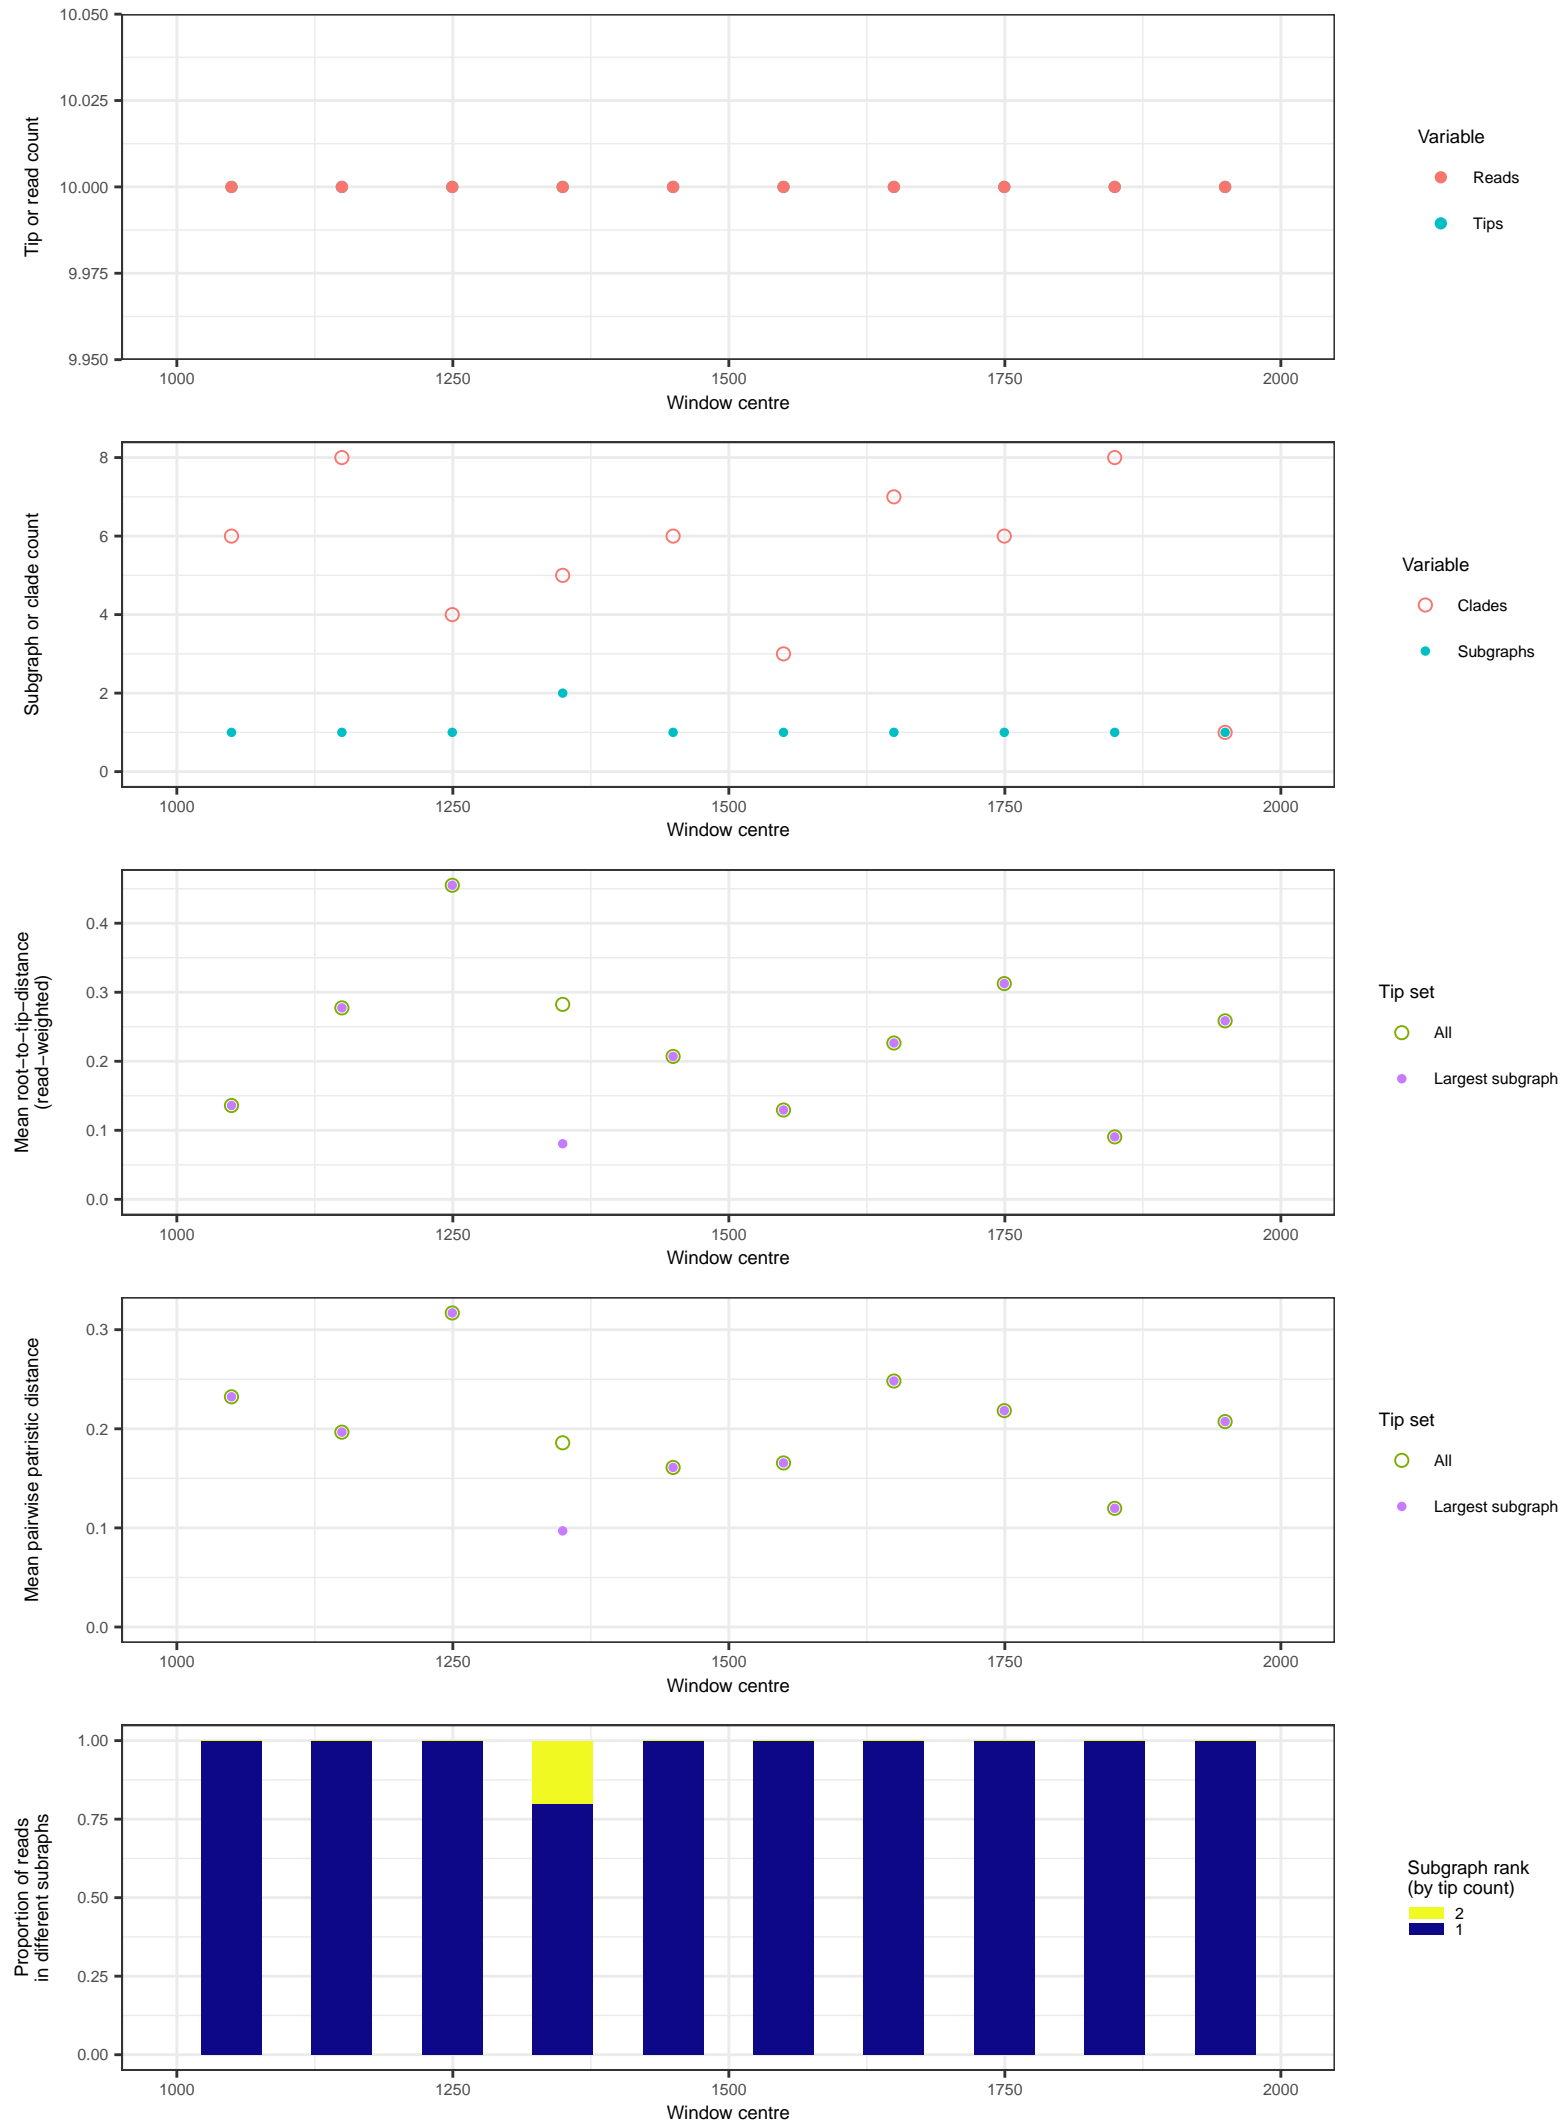 10.050
10.025
10.000
9.975
9.950
Tip or read count
1000 1250 1500 1750 2000
Window centre
Variable
Reads
Tips
8
6
4
2
0
Subgraph or clade count
1000 1250 1500 1750 2000
Window centre
Variable
Clades
Subgraphs
0.4
0.3
0.2
0.1
0.0
Mean root−to−tip−distance
(read−weighted)
1000 1250 1500 1750 2000
Window centre
Tip set
All
Largest subgraph
0.3
0.2
0.1
0.0
Mean pairwise patristic distance
1000 1250 1500 1750 2000
Window centre
Tip set
All
Largest subgraph
1.00
0.75
0.50
0.25
0.00
Proportion of reads
in different subraphs
1000 1250 1500 1750 2000
Window centre
Subgraph rank
(by tip count)
2
1